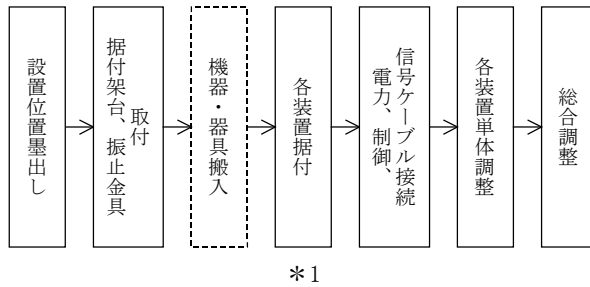 設置位置墨出し
据付架台、振止金具
取付
機器・器具搬入
各装置据付
電力、制御、
信号ケーブル接続
各装置単体調整
総合調整
＊1